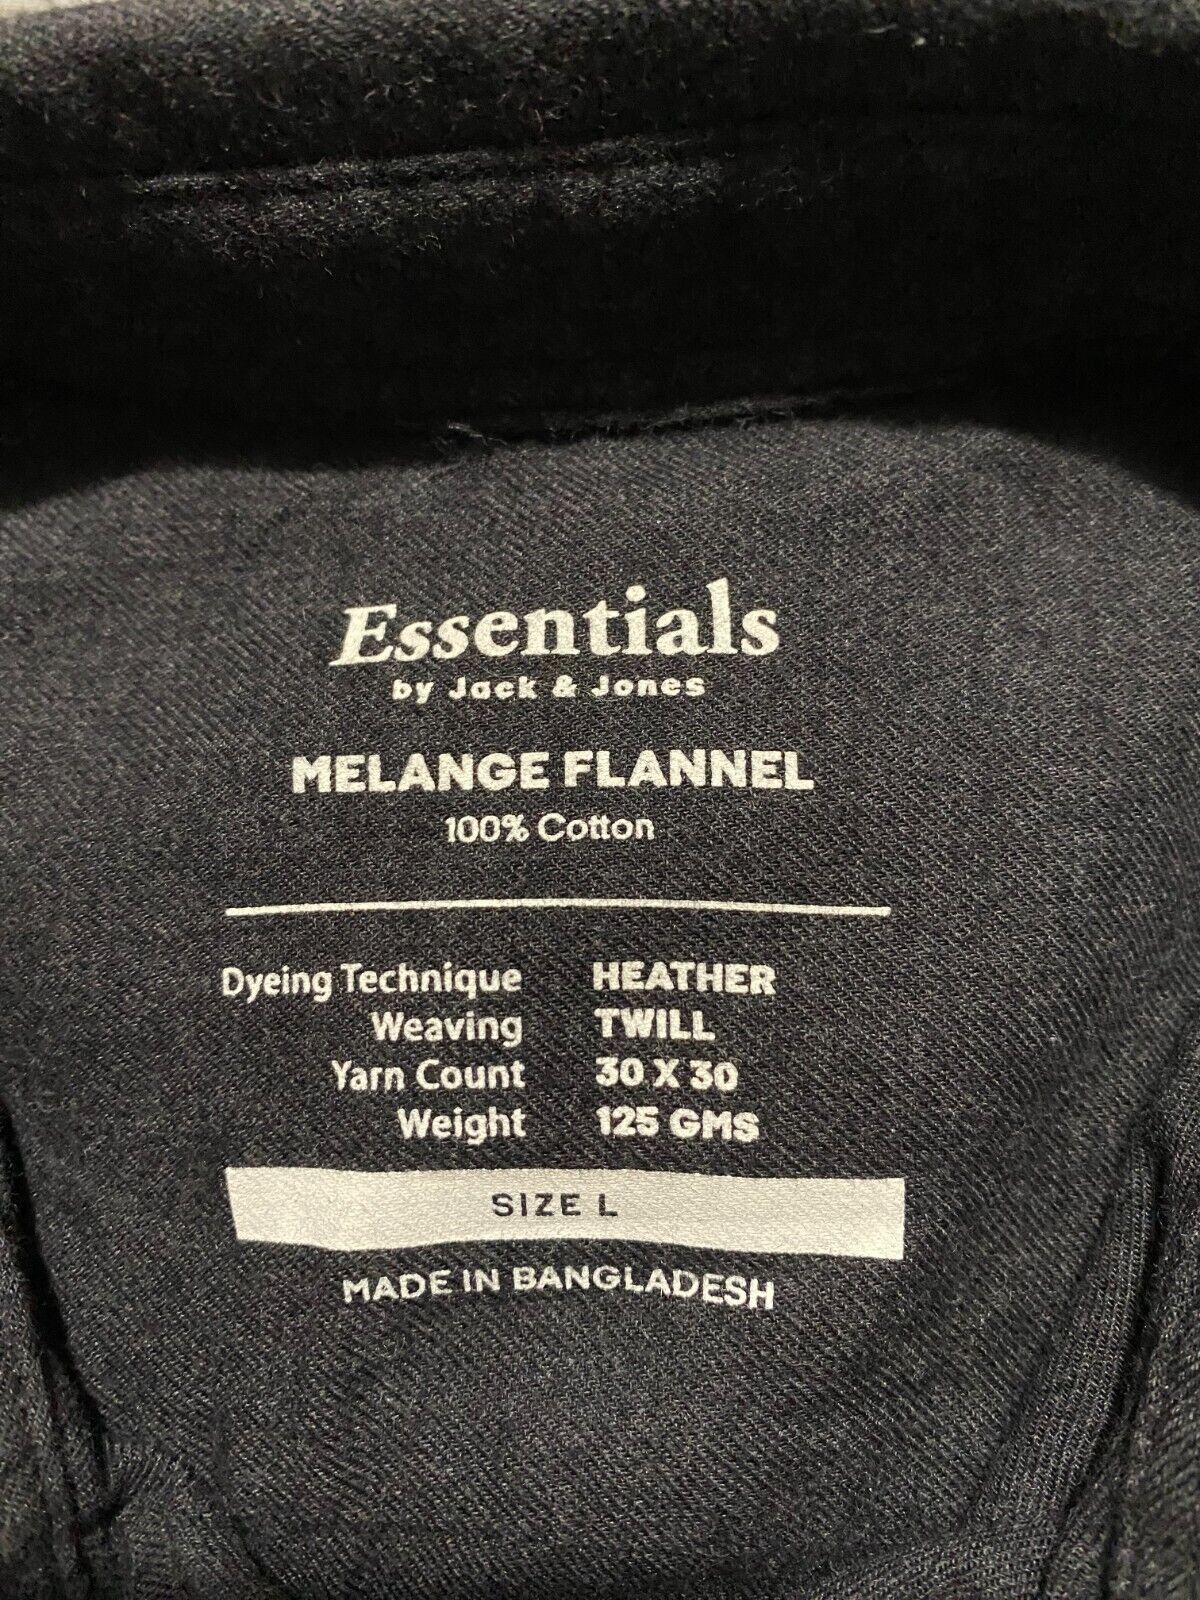 Essentials
by Jack & Jones
MELANGE FLANNEL
100% Cotton
Dyeing Technique HEATHER
Weaving TWILL
Yarn Count 30 X 30
Weight 125 GMS
SIZE L
MADE IN BANGLADESH